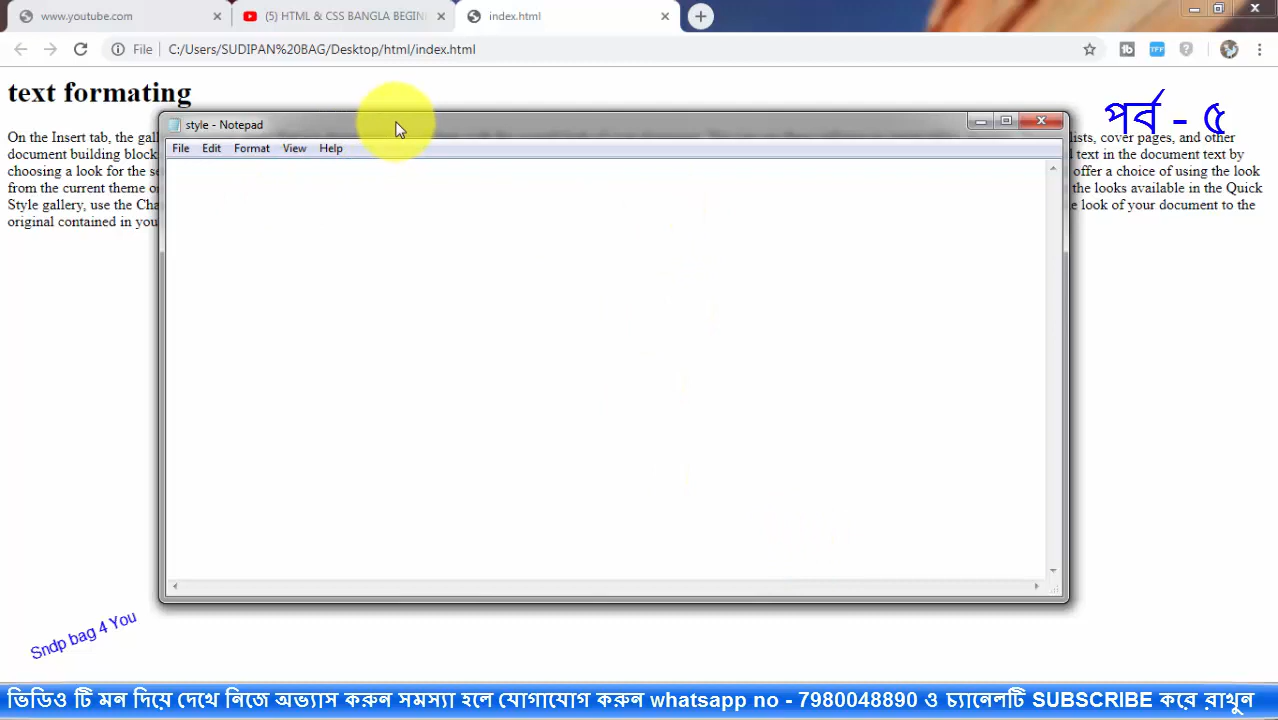 www.youtube.com
(5) HTML & CSS BANGLA BEGIN
index.html
File
C:/Users/SUDIPAN%20BAG/Desktop/html/index.html
text formating
পর্ব - ৫
style - Notepad
File Edit Format View Help
On the Insert tab, the gal
lists, cover pages, and other
document building block
text in the document text by
choosing a look for the se
offer a choice of using the look
from the current theme o
the looks available in the Quick
Style gallery, use the Cha
e look of your document to the
original contained in you
Sndp bag 4 You
ভিডিও টি মন দিয়ে দেখে নিজে অভ্যাস করুন সমস্যা হলে যোগাযোগ করুন whatsapp no - 7980048890 ও চ্যানেলটি SUBSCRIBE করে রাখুন